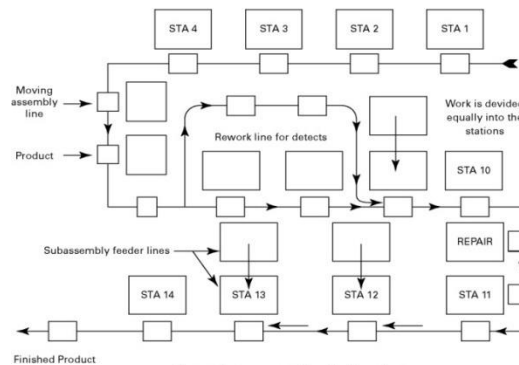 STA 4
STA 3
STA 2
STA 1
Moving
assembly
line
Work is devided
equally into the
stations
Rework line for detects
Product
STA 10
REPAIR
Subassembly feeder lines
STA 14
STA 13
STA 12
STA 11
Finished Product